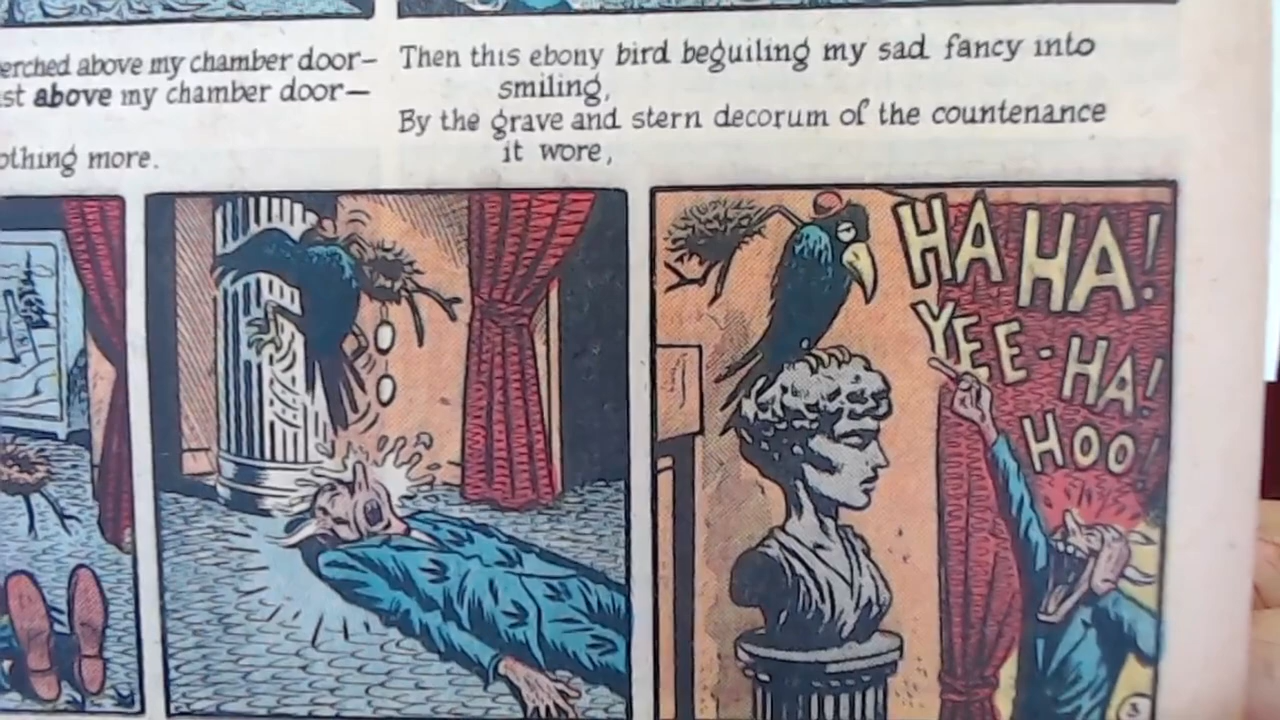 erched above my chamber door–
st above my chamber door—
othing more.
Then this ebony bird beguiling my sad fancy into
smiling,
By the grave and stern decorum of the countenance
it wore,
HA HA!
YEE-HA!
HOO!
3